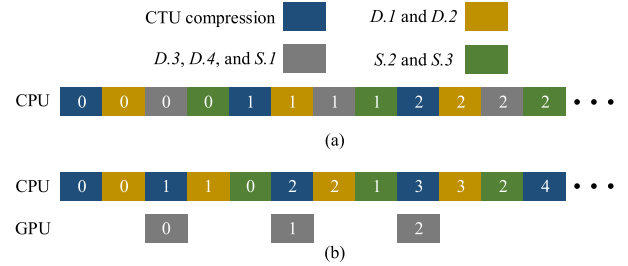 CTU compression D.1 and D.2
D.3, D.4, and S.1 S.2 and S.3
CPU 0 0 0 0 1 1 1 1 2 2 2 2 • • •
(a)
CPU 0 0 1 1 0 2 2 1 3 3 2 4 • • •
GPU 0 1 2
(b)